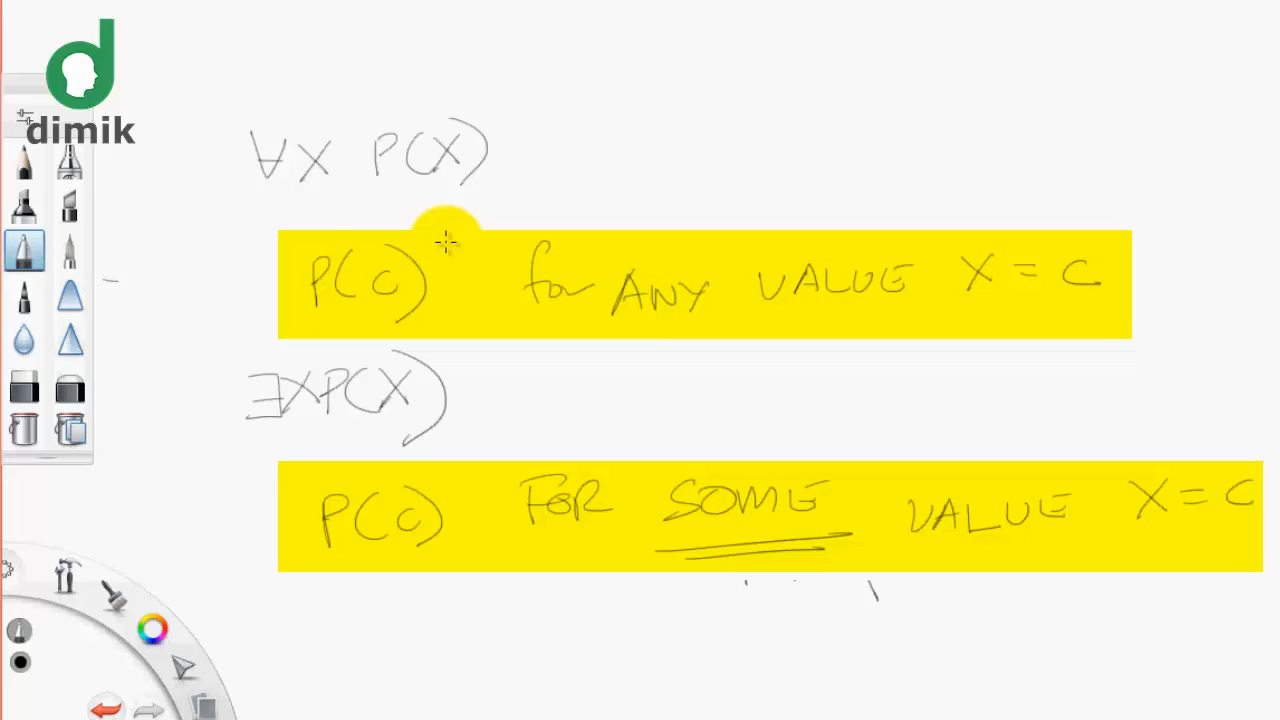 dimik
∀X P(X)
P(C) for ANY VALUE X = C
∃XP(X)
P(C) FOR SOME VALUE X = C